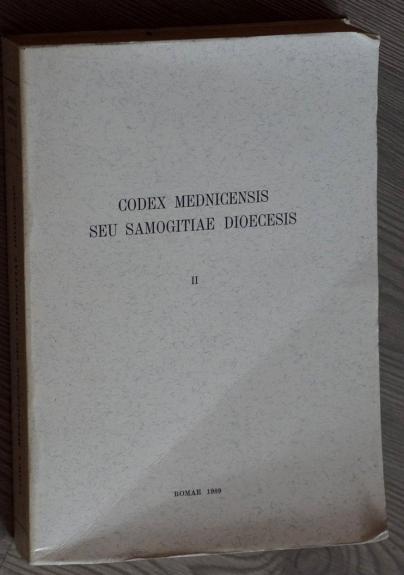 CODEX MEDNICENSIS
SEU SAMOGITIAE DIOECESIS
II
ROMAE 1989